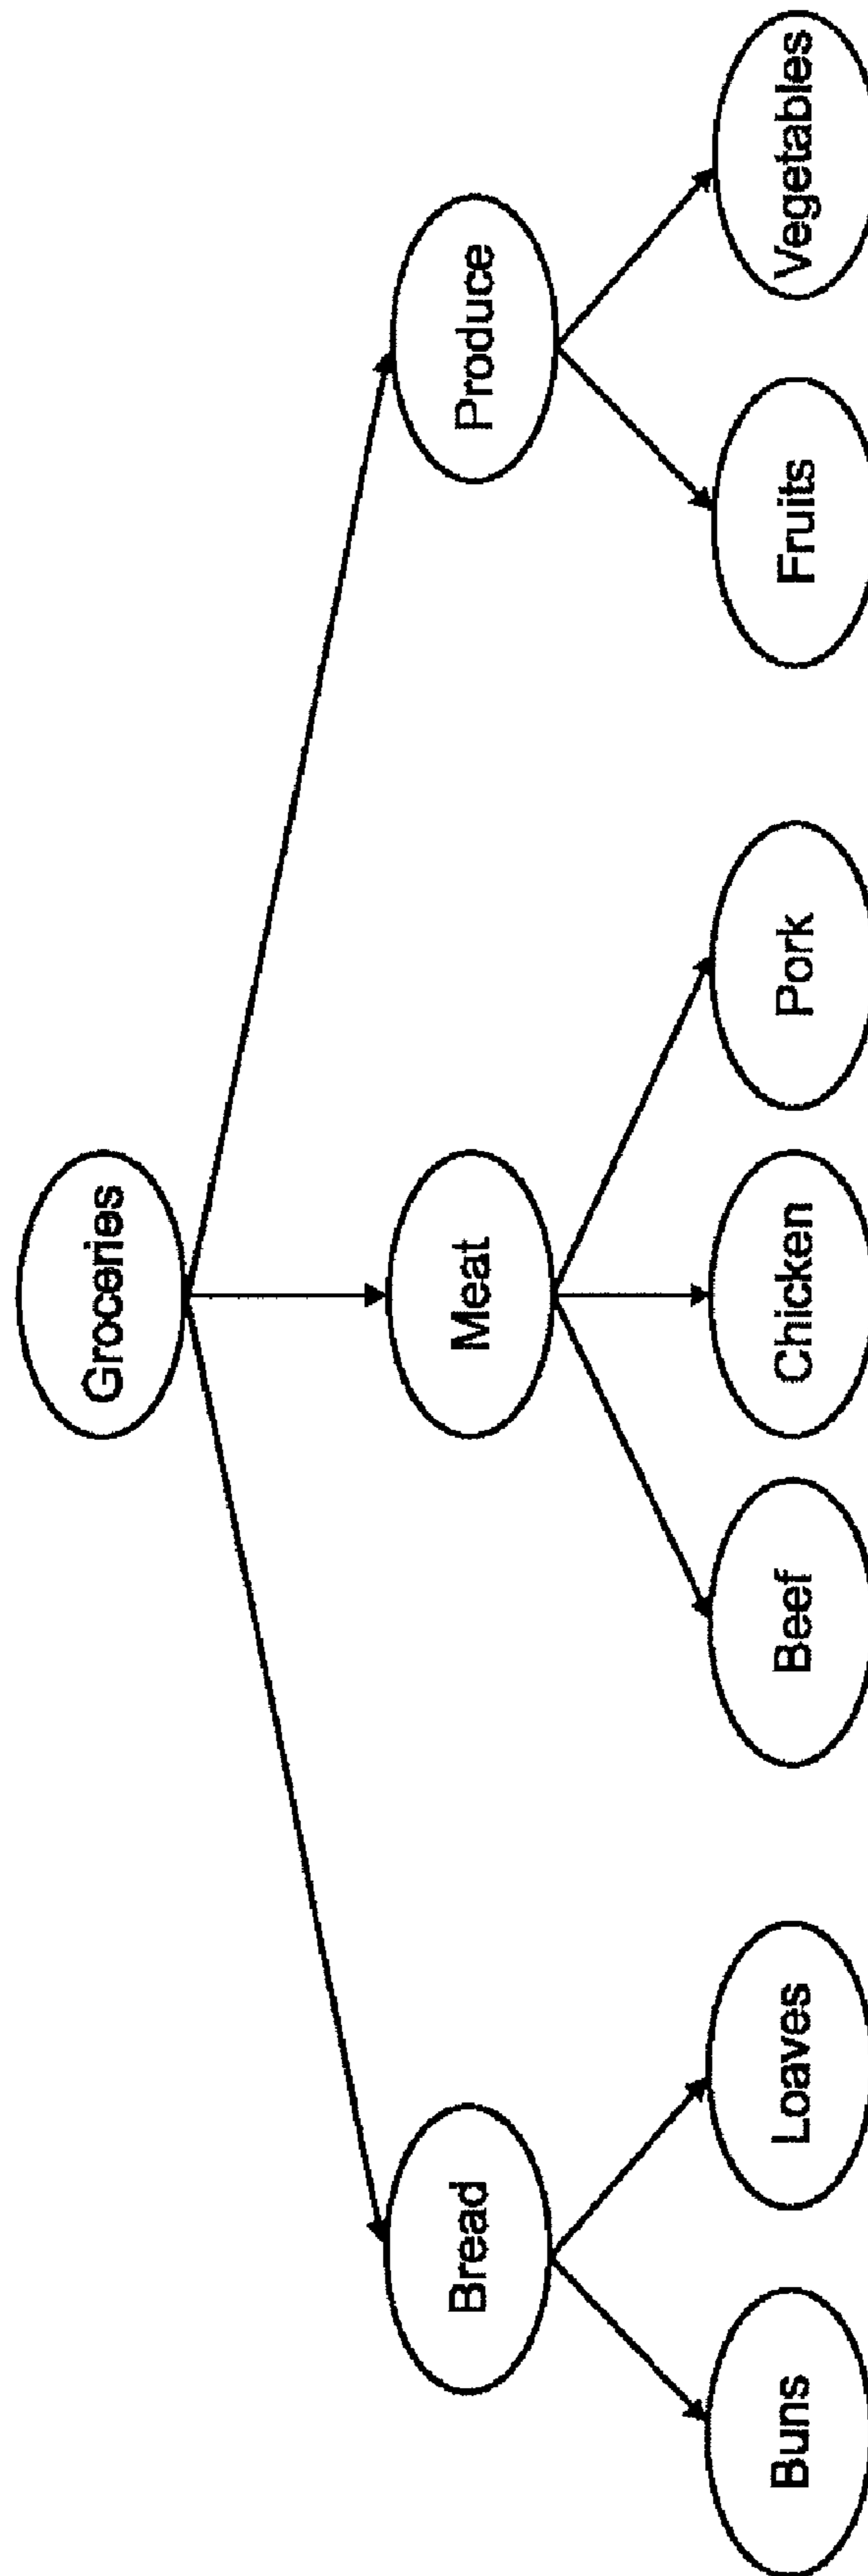 Groceries
Bread
Meat
Produce
Buns
Loaves
Beef
Chicken
Pork
Fruits
Vegetables